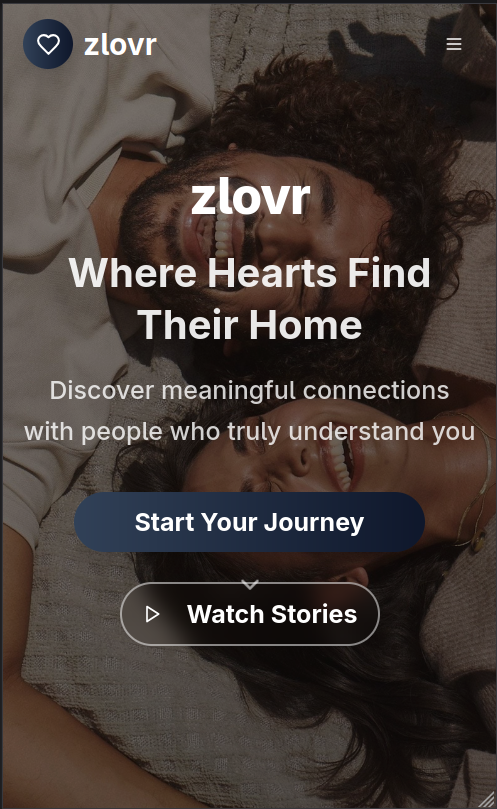 zlovr
zlovr
Where Hearts Find
Their Home
Discover meaningful connections
with people who truly understand you
Start Your Journey
Watch Stories